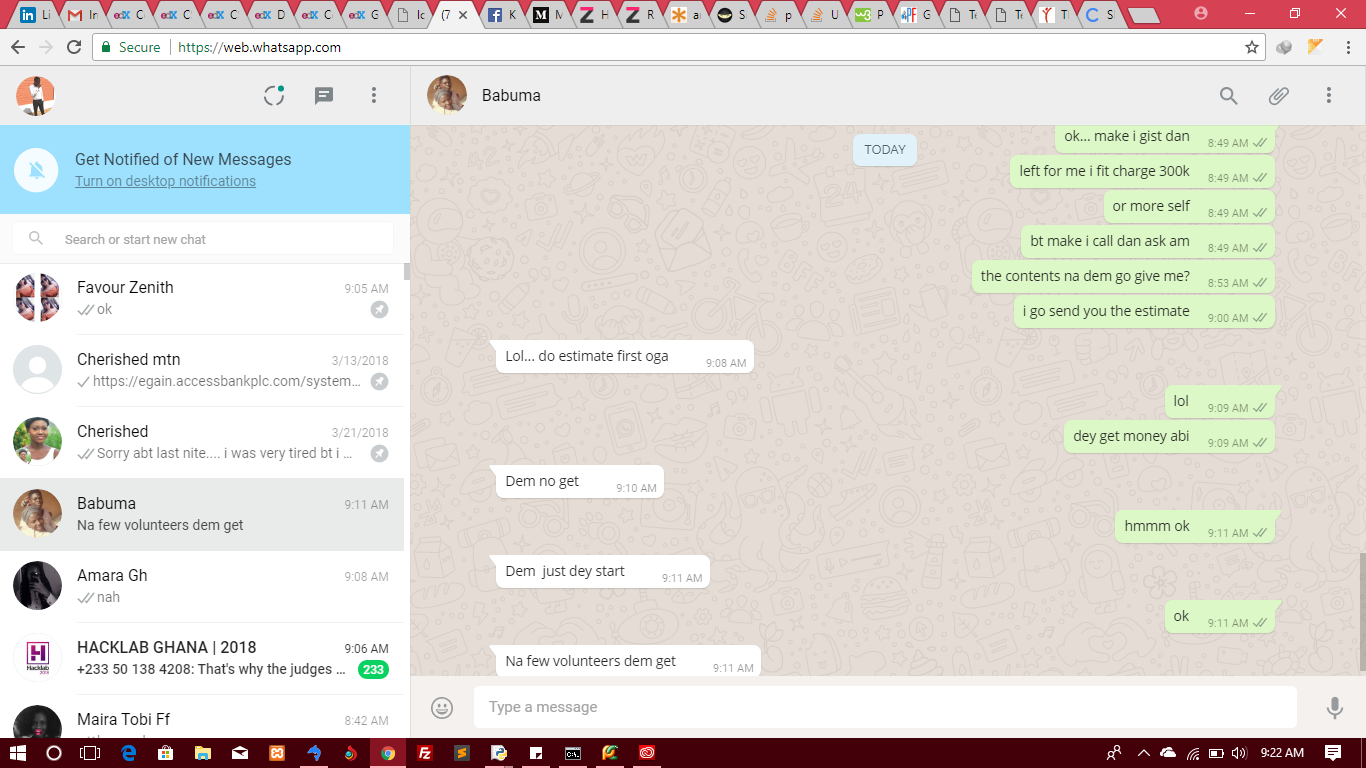 Li
M In
edX C
edX C
edX C
edX D
edX C
edX G
Ic
(7
K
M
H
R
a
S
p
U
P
G
Te
Te
T
S
Secure
https://web.whatsapp.com
Babuma
Get Notified of New Messages
Turn on desktop notifications
Search or start new chat
Favour Zenith 9:05 AM
ok
Cherished mtn 3/13/2018
https://egain.accessbankplc.com/system...
Cherished 3/21/2018
Sorry abt last nite.... i was very tired bt i ...
Babuma 9:11 AM
Na few volunteers dem get
Amara Gh 9:08 AM
nah
HACKLAB GHANA | 2018 9:06 AM
+233 50 138 4208: That's why the judges ... 233
Maira Tobi Ff 8:42 AM
TODAY
ok... make i gist dan 8:49 AM
left for me i fit charge 300k 8:49 AM
or more self 8:49 AM
bt make i call dan ask am 8:49 AM
the contents na dem go give me? 8:53 AM
i go send you the estimate 9:00 AM
Lol... do estimate first oga 9:08 AM
lol 9:09 AM
dey get money abi 9:09 AM
Dem no get 9:10 AM
hmmm ok 9:11 AM
Dem just dey start 9:11 AM
ok 9:11 AM
Na few volunteers dem get 9:11 AM
Type a message
9:22 AM